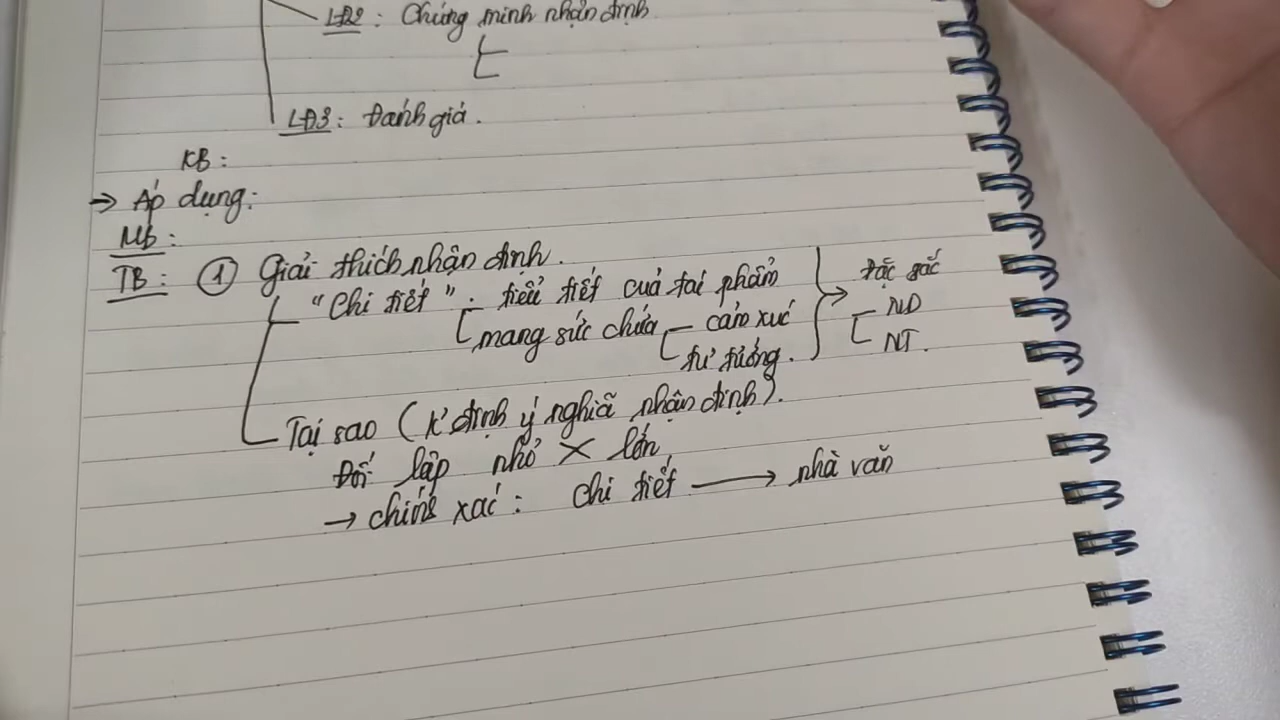 LĐ2: Chứng minh nhận định
LĐ3: Đánh giá.
KB:
→ Áp dụng:
Mb:
TB: ① Giải thích nhận định.
"Chi tiết". tiểu tiết của tác phẩm
mang sức chứa cảm xúc
tư tưởng.
đặc sắc
ND
NT.
Tại sao (k' định ý nghĩa nhận định).
Đối lập nhỏ × lớn
→ chính xác: chi tiết → nhà văn